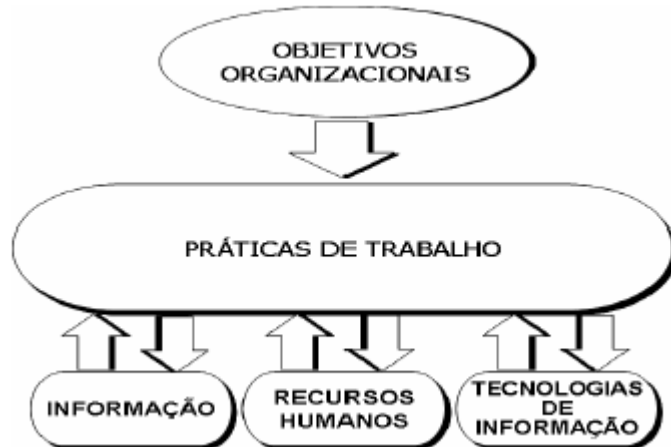 OBJETIVOS
ORGANIZACIONAIS
PRÁTICAS DE TRABALHO
INFORMAÇÃO
RECURSOS
HUMANOS
TECNOLOGIAS
DE
INFORMAÇÃO